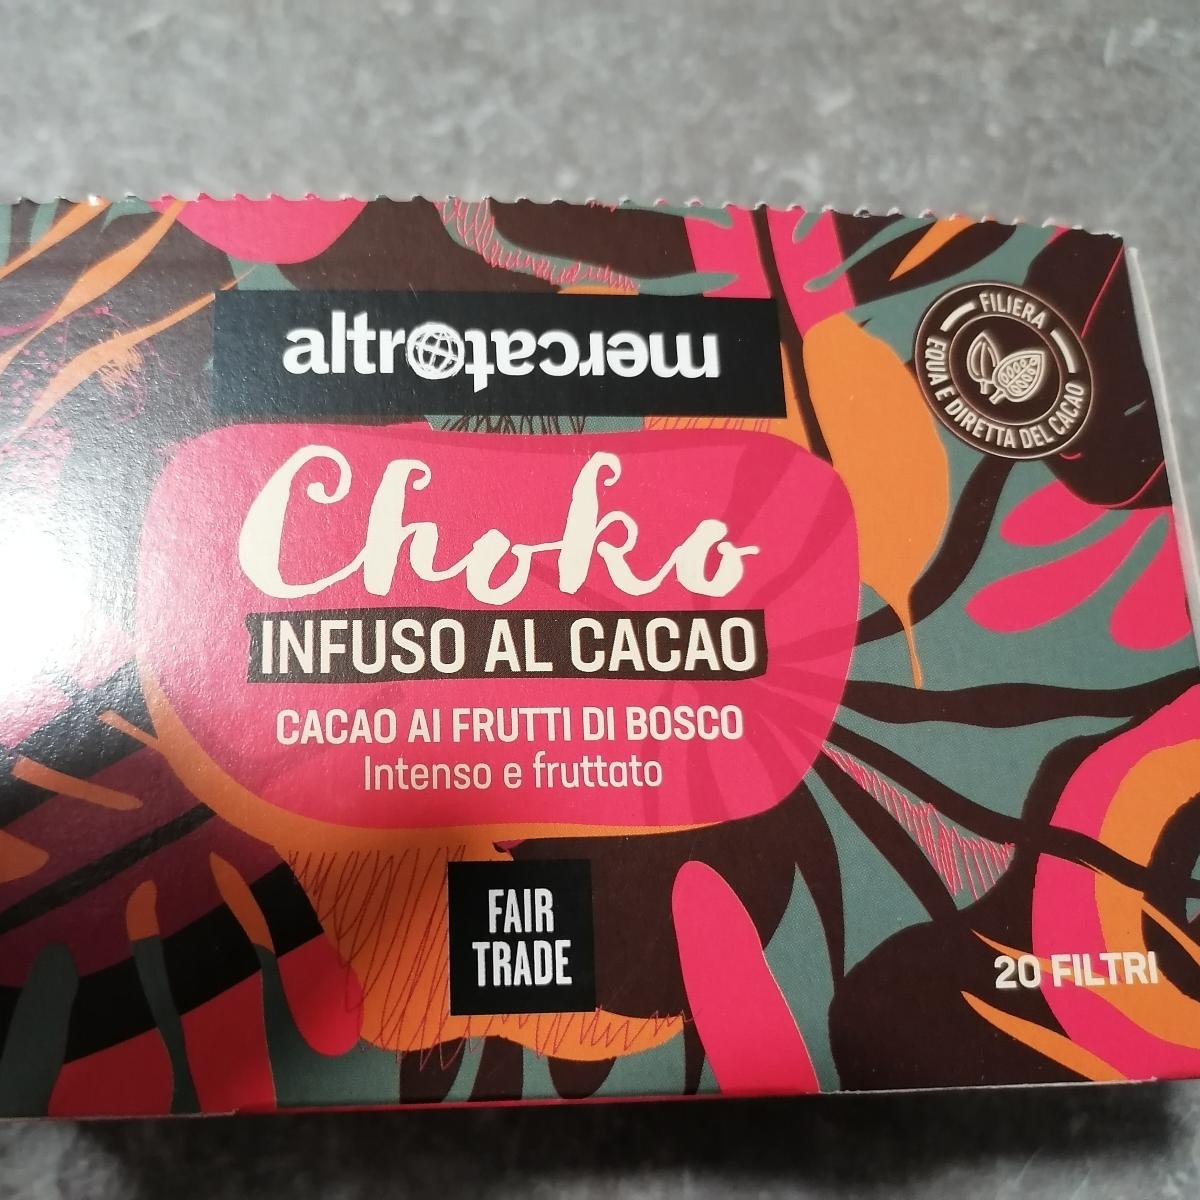 altromercato
FILIERA
EQUA E DIRETTA DEL CACAO
Choko
INFUSO AL CACAO
CACAO AI FRUTTI DI BOSCO
Intenso e fruttato
FAIR
TRADE
20 FILTRI